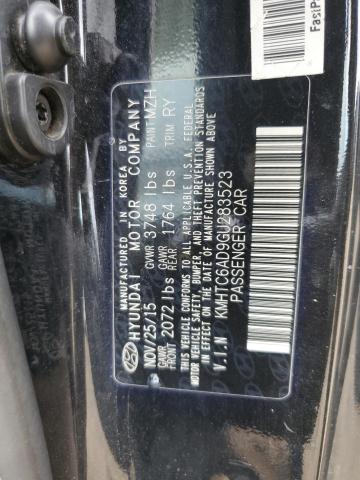 MANUFACTURED IN KOREA BY
HYUNDAI MOTOR COMPANY
NOV/25/15 GVWR 3748 lbs PAINT MZH
GAWR FRONT 2072 lbs GAWR REAR 1764 lbs TRIM RY
THIS VEHICLE CONFORMS TO ALL APPLICABLE U.S.A. FEDERAL
MOTOR VEHICLE SAFETY, BUMPER, AND THEFT PREVENTION STANDARDS
IN EFFECT ON THE DATE OF MANUFACTURE SHOWN ABOVE
V.I.N KMHTC6AD9GU283523
PASSENGER CAR